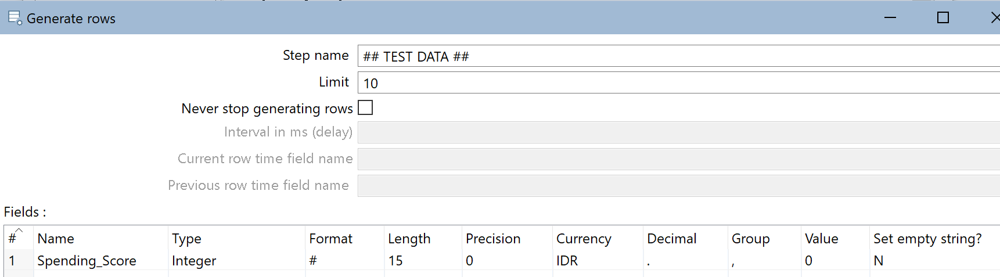 Generate rows
Step name ## TEST DATA ##
Limit 10
Never stop generating rows
Interval in ms (delay)
Current row time field name
Previous row time field name
Fields :
# Name Type Format Length Precision Currency Decimal Group Value Set empty string?
1 Spending_Score Integer # 15 0 IDR . , 0 N